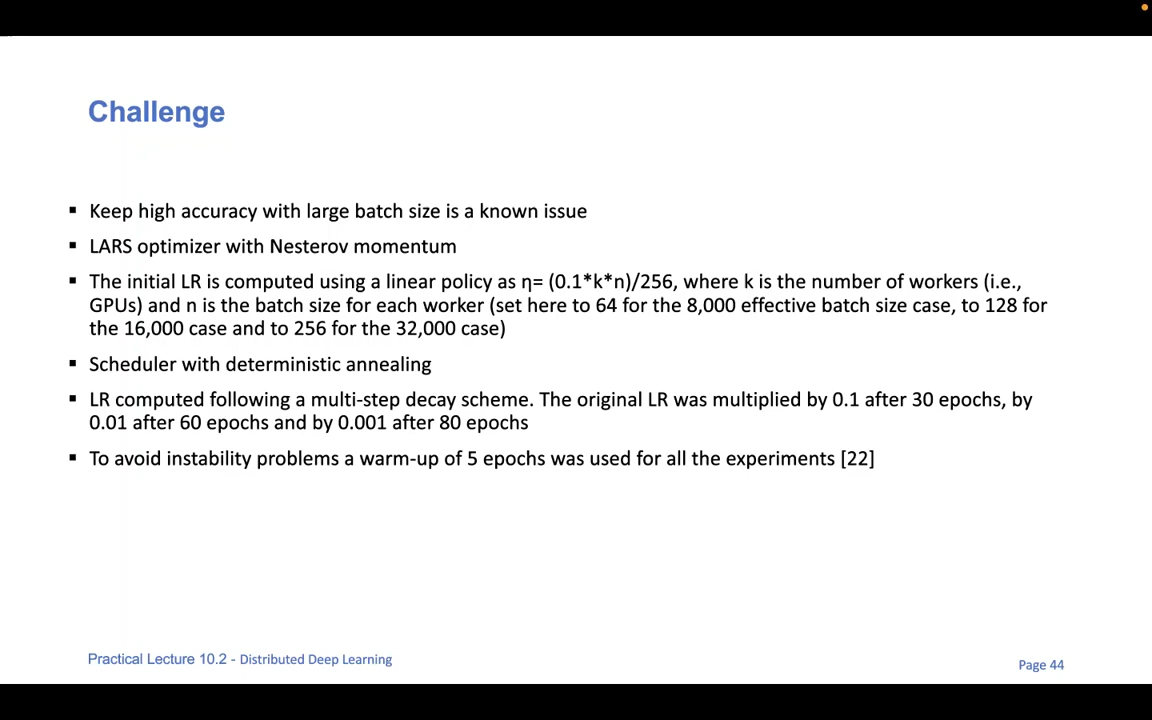 Challenge
▪ Keep high accuracy with large batch size is a known issue
▪ LARS optimizer with Nesterov momentum
▪ The initial LR is computed using a linear policy as η= (0.1*k*n)/256, where k is the number of workers (i.e.,
GPUs) and n is the batch size for each worker (set here to 64 for the 8,000 effective batch size case, to 128 for
the 16,000 case and to 256 for the 32,000 case)
▪ Scheduler with deterministic annealing
▪ LR computed following a multi-step decay scheme. The original LR was multiplied by 0.1 after 30 epochs, by
0.01 after 60 epochs and by 0.001 after 80 epochs
▪ To avoid instability problems a warm-up of 5 epochs was used for all the experiments [22]
Practical Lecture 10.2 - Distributed Deep Learning
Page 44